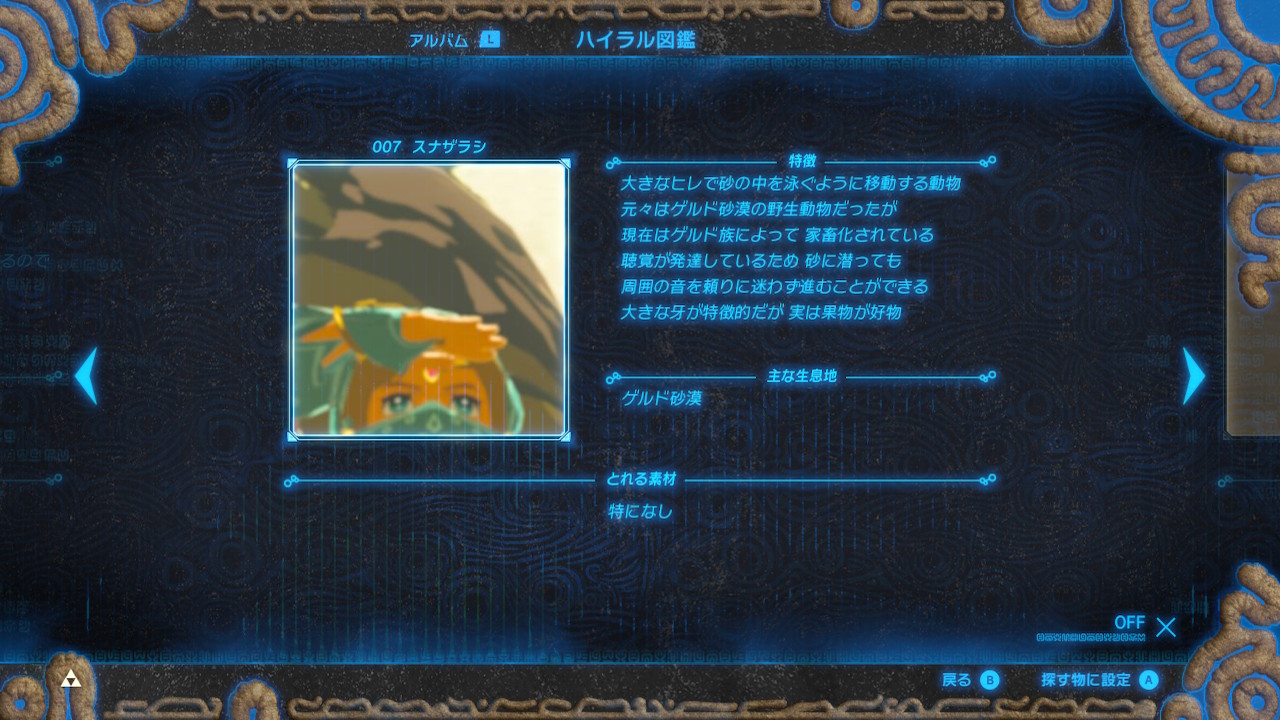 アルバム L
ハイラル図鑑
007 スナザラシ
特徴
大きなヒレで砂の中を泳ぐように移動する動物
元々はゲルド砂漠の野生動物だったが
現在はゲルド族によって 家畜化されている
聴覚が発達しているため 砂に潜っても
周囲の音を頼りに迷わず進むことができる
大きな牙が特徴的だが 実は果物が好物
主な生息地
ゲルド砂漠
とれる素材
特になし
るので
OFF
戻る B
探す物に設定 A